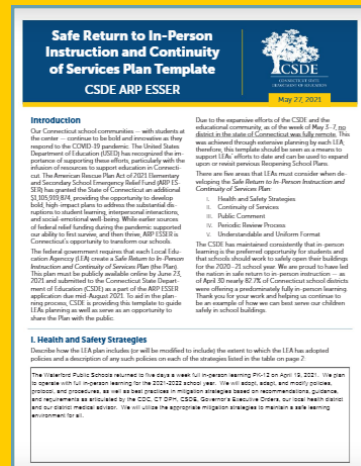 Safe Return to In-Person
Instruction and Continuity
of Services Plan Template
CSDE ARP ESSER
CSDE
CONNECTICUT STATE
DEPARTMENT OF EDUCATION
May 27, 2021
Introduction
Our Connecticut school communities — with students at
the center — continue to be bold and innovative as they
respond to the COVID-19 pandemic. The United States
Department of Education (USED) has recognized the im-
portance of supporting these efforts, particularly with the
infusion of resources to support education in Connecti-
cut. The American Rescue Plan Act of 2021 Elementary
and Secondary School Emergency Relief Fund (ARP ES-
SER) has granted the State of Connecticut an additional
$1,105,919,874, providing the opportunity to develop
bold, high-impact plans to address the substantial dis-
ruptions to student learning, interpersonal interactions,
and social-emotional well-being. While earlier sources
of federal relief funding during the pandemic supported
our ability to first survive, and then thrive, ARP ESSER is
Connecticut's opportunity to transform our schools.
The federal government requires that each Local Edu-
cation Agency (LEA) create a Safe Return to In-Person
Instruction and Continuity of Services Plan (the Plan).
This plan must be publicly available online by June 23,
2021 and submitted to the Connecticut State Depart-
ment of Education (CSDE) as a part of the ARP ESSER
application due mid-August 2021. To aid in the plan-
ning process, CSDE is providing this template to guide
LEAs planning as well as serve as an opportunity to
share the Plan with the public.
Due to the expansive efforts of the CSDE and the
educational community, as of the week of May 3–7, no
district in the state of Connecticut was fully remote. This
was achieved through extensive planning by each LEA;
therefore, this template should be seen as a means to
support LEAs' efforts to date and can be used to expand
upon or revisit previous Reopening School Plans.
There are five areas that LEAs must consider when de-
veloping the Safe Return to In-Person Instruction and
Continuity of Services Plan:
I. Health and Safety Strategies
II. Continuity of Services
III. Public Comment
IV. Periodic Review Process
V. Understandable and Uniform Format
The CSDE has maintained consistently that in-person
learning is the preferred opportunity for students and
that schools should work to safely open their buildings
for the 2020–21 school year. We are proud to have led
the nation in safe return to in-person instruction — as
of April 30 nearly 87.7% of Connecticut school districts
were offering a predominately fully in-person learning.
Thank you for your work and helping us continue to
be an example of how we can best serve our children
safely in school buildings.
I. Health and Safety Strategies
Describe how the LEA plan includes (or will be modified to include) the extent to which the LEA has adopted
policies and a description of any such policies on each of the strategies listed in the table on page 2:
The Waterford Public Schools returned to five days a week full in-person learning PK-12 on April 19, 2021. We plan
to operate with full in-person learning for the 2021-2022 school year. We will adopt, adapt, and modify policies,
protocol, and procedures, as well as best practices in mitigation strategies based on recommendations, guidance,
and requirements as articulated by the CDC, CT DPH, CSDE, Governor's Executive Orders, our local health district
and our district medical advisor. We will utilize the appropriate mitigation strategies to maintain a safe learning
environment for all.